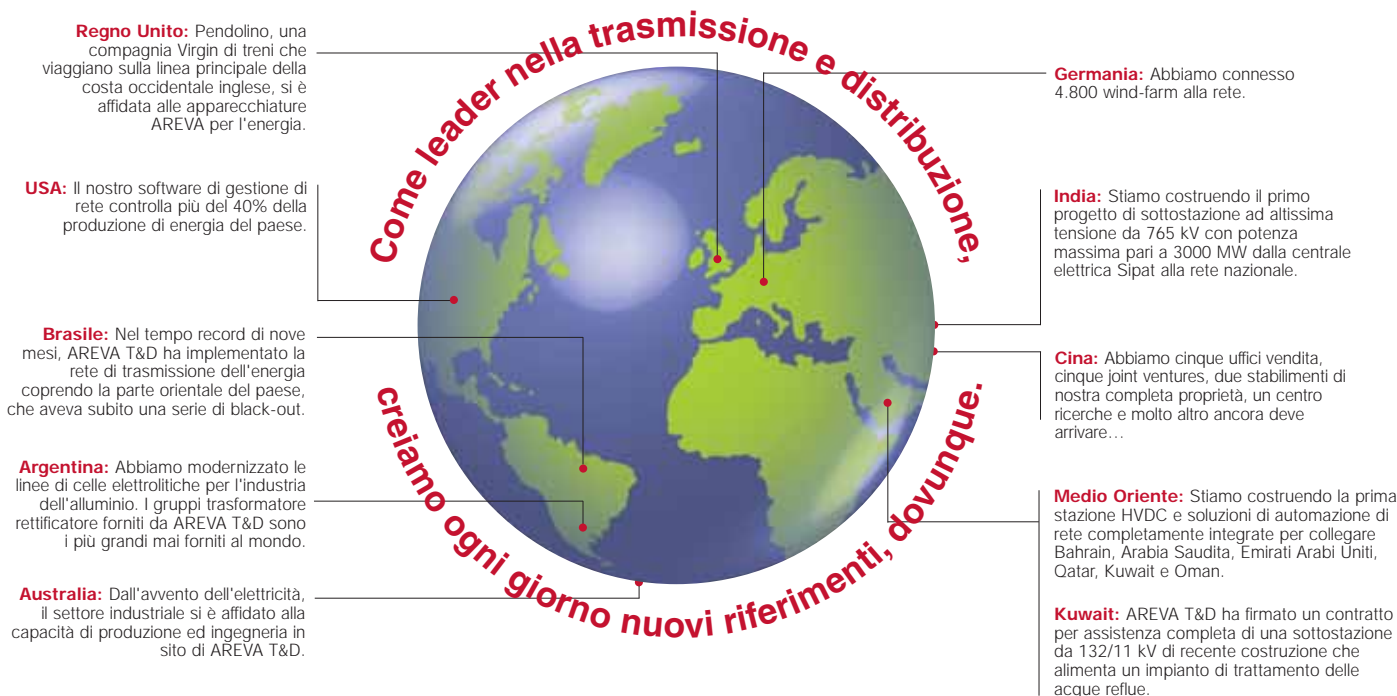 Come leader nella trasmissione e distribuzione,
creiamo ogni giorno nuovi riferimenti, dovunque.
Regno Unito: Pendolino, una
compagnia Virgin di treni che
viaggiano sulla linea principale della
costa occidentale inglese, si è
affidata alle apparecchiature
AREVA per l'energia.
USA: Il nostro software di gestione di
rete controlla più del 40% della
produzione di energia del paese.
Brasile: Nel tempo record di nove
mesi, AREVA T&D ha implementato la
rete di trasmissione dell'energia
coprendo la parte orientale del paese,
che aveva subito una serie di black-out.
Argentina: Abbiamo modernizzato le
linee di celle elettrolitiche per l'industria
dell'alluminio. I gruppi trasformatore
rettificatore forniti da AREVA T&D sono
i più grandi mai forniti al mondo.
Australia: Dall'avvento dell'elettricità,
il settore industriale si è affidato alla
capacità di produzione ed ingegneria in
sito di AREVA T&D.
Germania: Abbiamo connesso
4.800 wind-farm alla rete.
India: Stiamo costruendo il primo
progetto di sottostazione ad altissima
tensione da 765 kV con potenza
massima pari a 3000 MW dalla centrale
elettrica Sipat alla rete nazionale.
Cina: Abbiamo cinque uffici vendita,
cinque joint ventures, due stabilimenti di
nostra completa proprietà, un centro
ricerche e molto altro ancora deve
arrivare…
Medio Oriente: Stiamo costruendo la prima
stazione HVDC e soluzioni di automazione di
rete completamente integrate per collegare
Bahrain, Arabia Saudita, Emirati Arabi Uniti,
Qatar, Kuwait e Oman.
Kuwait: AREVA T&D ha firmato un contratto
per assistenza completa di una sottostazione
da 132/11 kV di recente costruzione che
alimenta un impianto di trattamento delle
acque reflue.